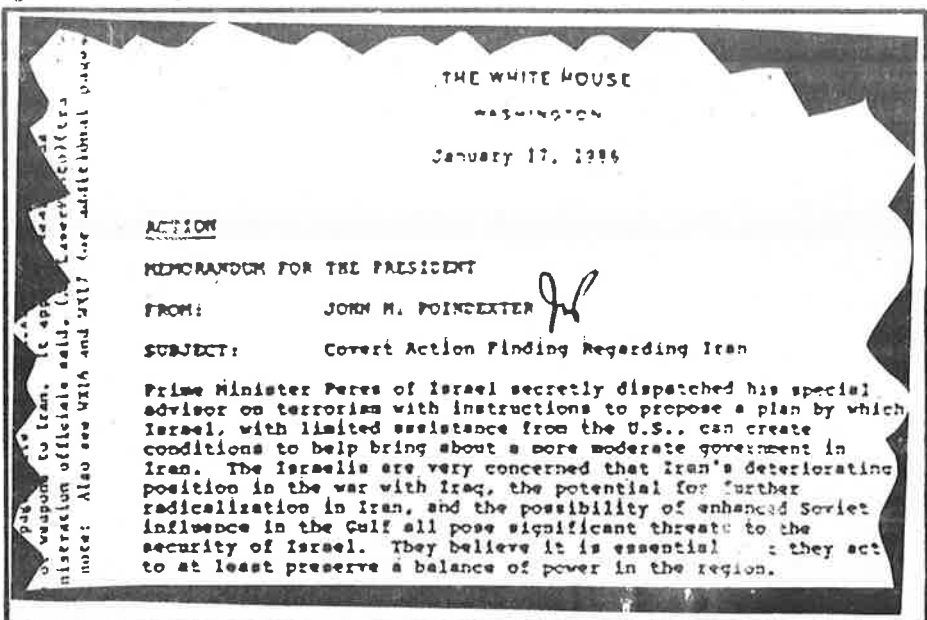 THE WHITE HOUSE
WASHINGTON
January 17, 1986
ACTION
MEMORANDUM FOR THE PRESIDENT
FROM: JOHN M. POINDEXTER
SUBJECT: Covert Action Finding Regarding Iran
Prime Minister Peres of Israel secretly dispatched his special
advisor on terrorism with instructions to propose a plan by which
Israel, with limited assistance from the U.S., can create
conditions to help bring about a more moderate government in
Iran. The Israelis are very concerned that Iran's deteriorating
position in the war with Iraq, the potential for further
radicalization in Iran, and the possibility of enhanced Soviet
influence in the Gulf all pose significant threats to the
security of Israel. They believe it is essential they act
to at least preserve a balance of power in the region.
of weapons to Iran. It
officials said. (
note: Also see WX16 and WX17 for additional pages